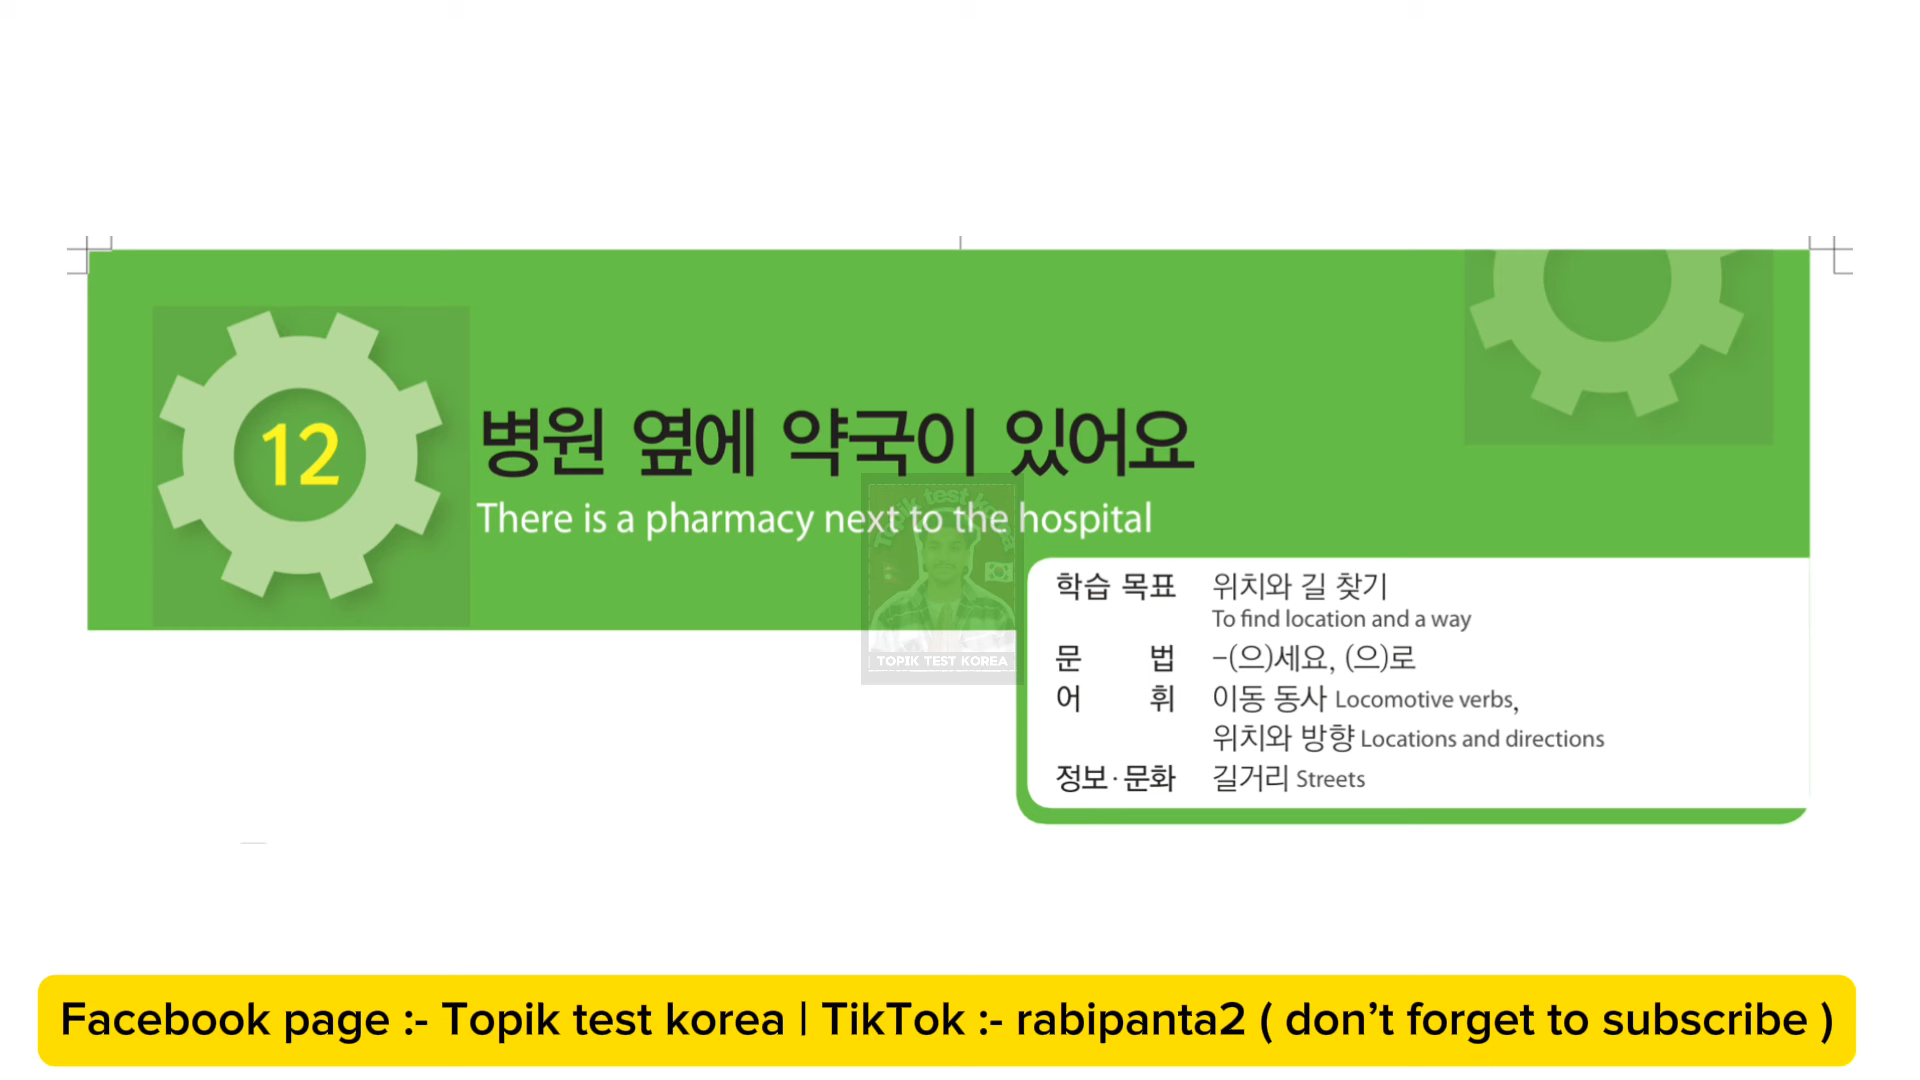 12
병원 옆에 약국이 있어요
There is a pharmacy next to the hospital
Topik test korea
TOPIK TEST KOREA
학습 목표 위치와 길 찾기
To find location and a way
문 법 –(으)세요, (으)로
어 휘 이동 동사 Locomotive verbs,
위치와 방향 Locations and directions
정보·문화 길거리 Streets
Facebook page :- Topik test korea | TikTok :- rabipanta2 ( don’t forget to subscribe )